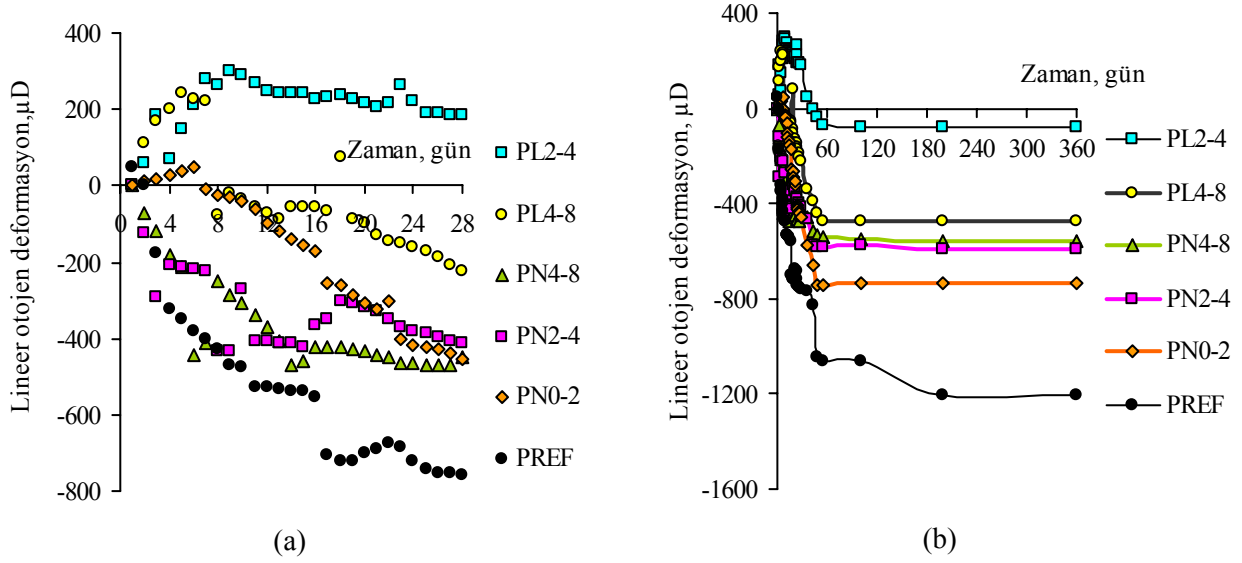 400
200
0
-200
-400
-600
-800
Lineer otojen deformasyon,µD
Zaman, gün
0 4 8 12 16 20 24 28
PL2-4
PL4-8
PN4-8
PN2-4
PN0-2
PREF
(a)
400
0
-400
-800
-1200
-1600
Lineer otojen deformasyon, µD
Zaman, gün
60 120 180 240 300 360
PL2-4
PL4-8
PN4-8
PN2-4
PN0-2
PREF
(b)